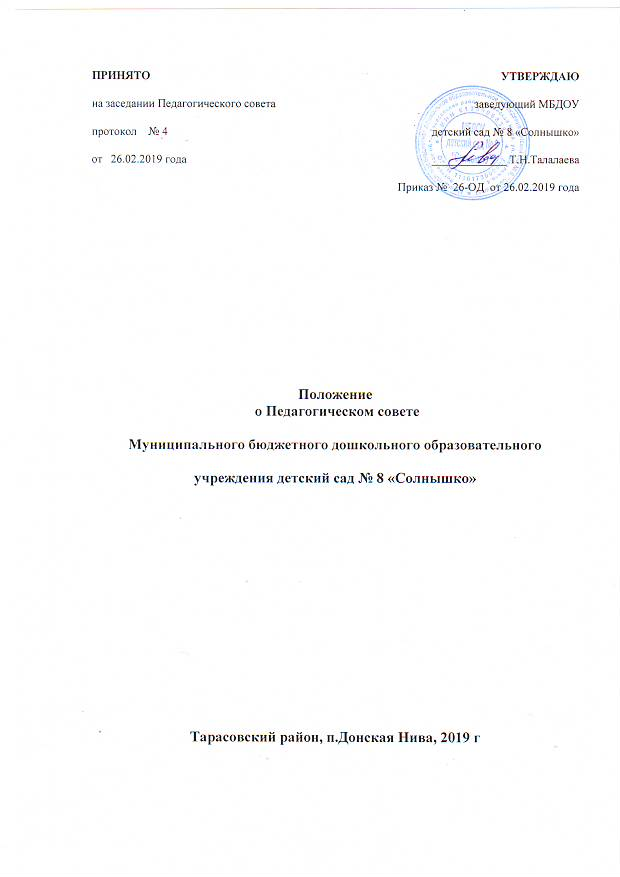 ПРИНЯТО
УТВЕРЖДАЮ
на заседании Педагогического совета
заведующий МБДОУ
протокол № 4
детский сад № 8 «Солнышко»
от 26.02.2019 года
Т.Н.Талалаева
Приказ № 26-ОД от 26.02.2019 года
Положение
о Педагогическом совете
Муниципального бюджетного дошкольного образовательного
учреждения детский сад № 8 «Солнышко»
Тарасовский район, п.Донская Нива, 2019 г